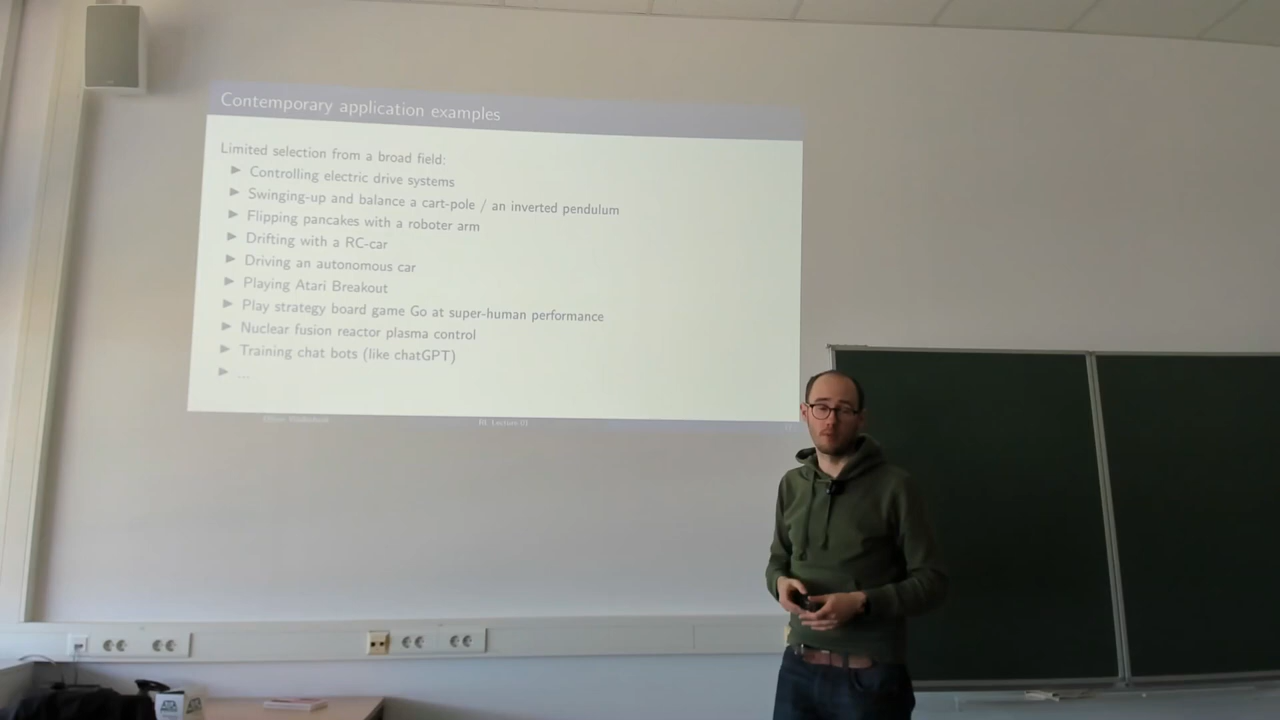 Contemporary application examples
Limited selection from a broad field:
Controlling electric drive systems
Swinging-up and balance a cart-pole / an inverted pendulum
Flipping pancakes with a roboter arm
Drifting with a RC-car
Driving an autonomous car
Playing Atari Breakout
Play strategy board game Go at super-human performance
Nuclear fusion reactor plasma control
Training chat bots (like chatGPT)
...
RL Lecture 01